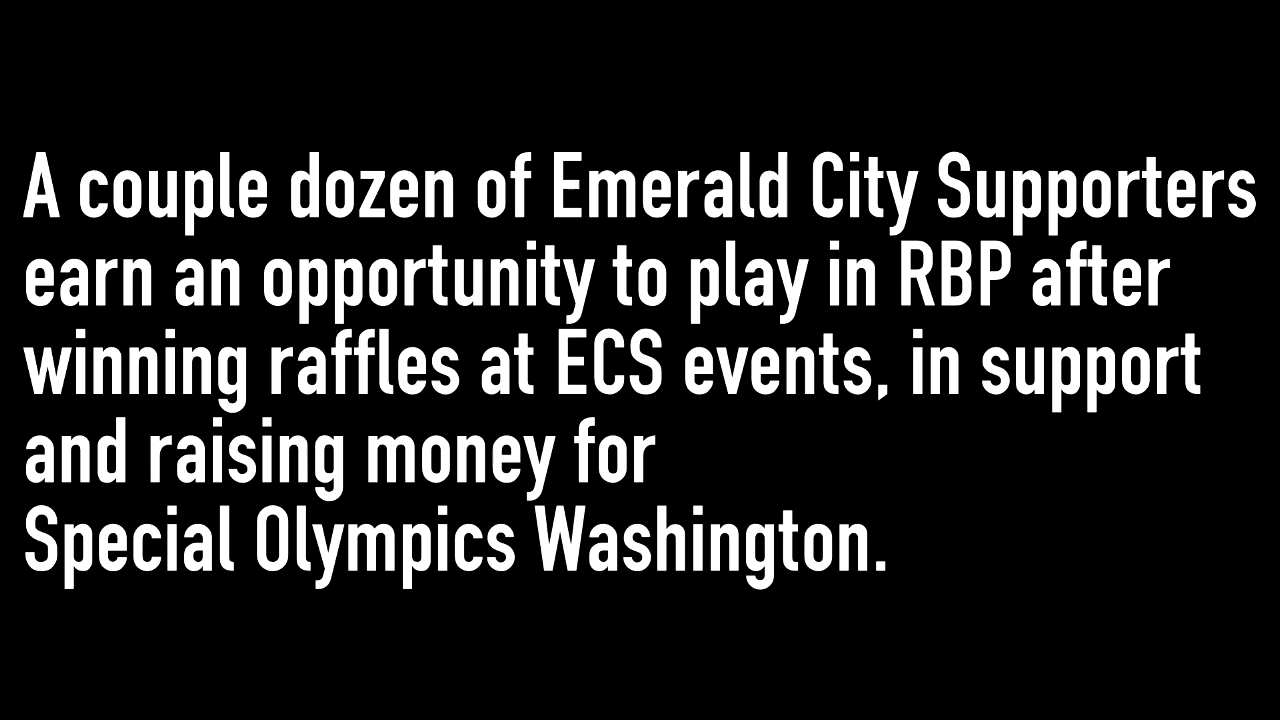 A couple dozen of Emerald City Supporters
earn an opportunity to play in RBP after
winning raffles at ECS events, in support
and raising money for
Special Olympics Washington.